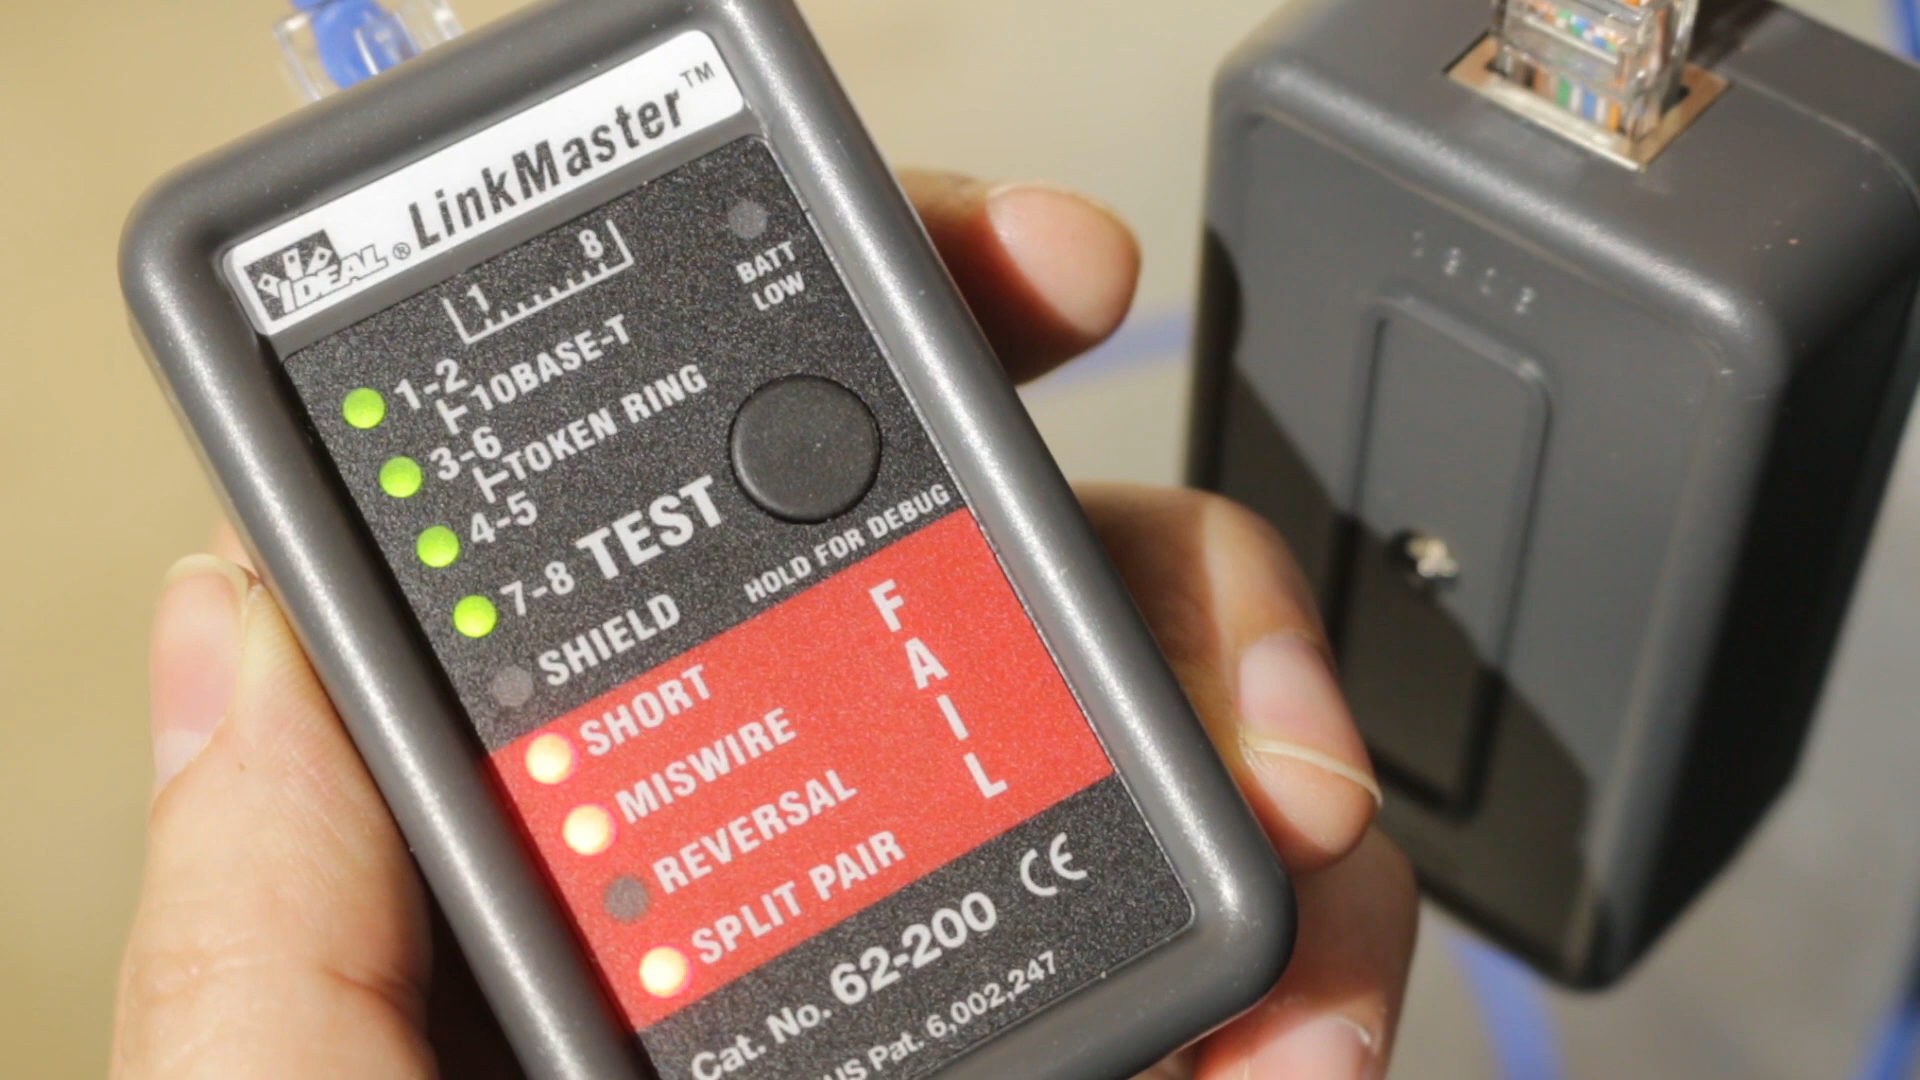 IDEAL® LinkMaster™
1 8
BATT
LOW
1-2
10BASE-T
3-6
TOKEN RING
4-5
7-8 TEST
HOLD FOR DEBUG
SHIELD
SHORT
MISWIRE
REVERSAL
SPLIT PAIR
FAIL
Cat. No. 62-200 CE
US Pat. 6,002,247